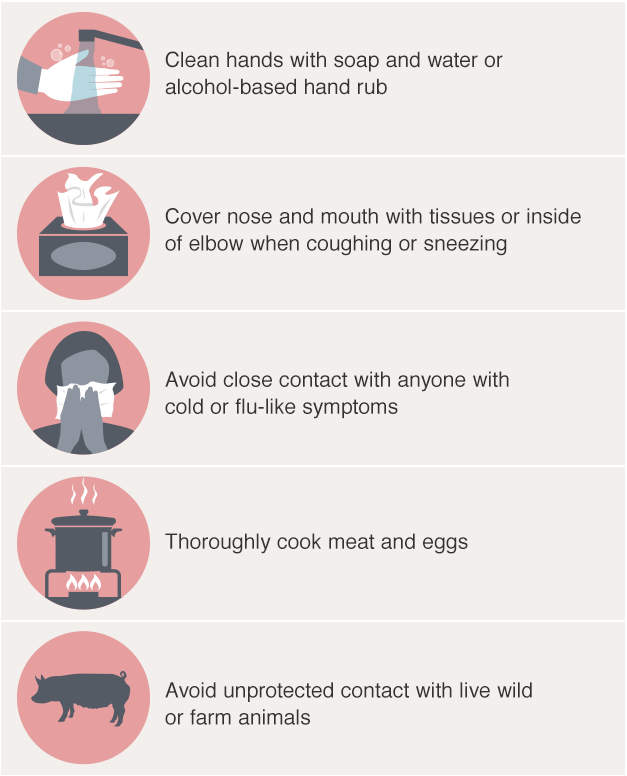 Clean hands with soap and water or
alcohol-based hand rub
Cover nose and mouth with tissues or inside
of elbow when coughing or sneezing
Avoid close contact with anyone with
cold or flu-like symptoms
Thoroughly cook meat and eggs
Avoid unprotected contact with live wild
or farm animals